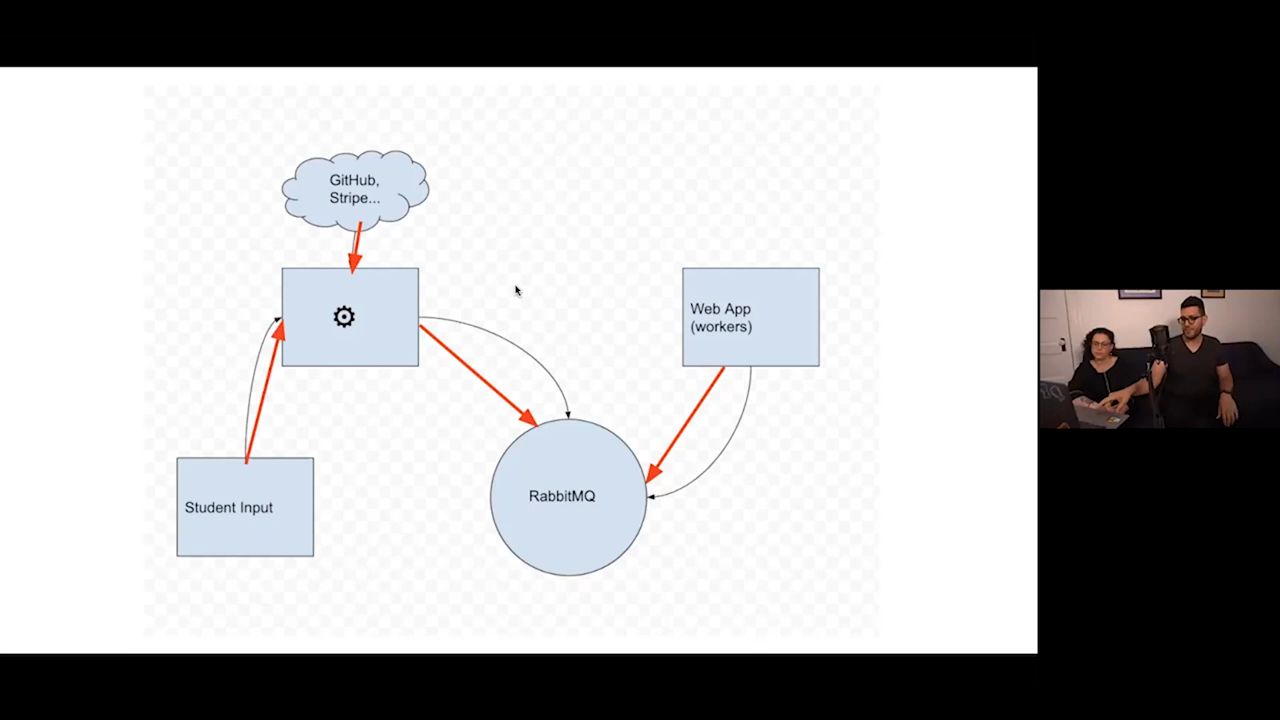 GitHub,
Stripe...
Web App
(workers)
RabbitMQ
Student Input